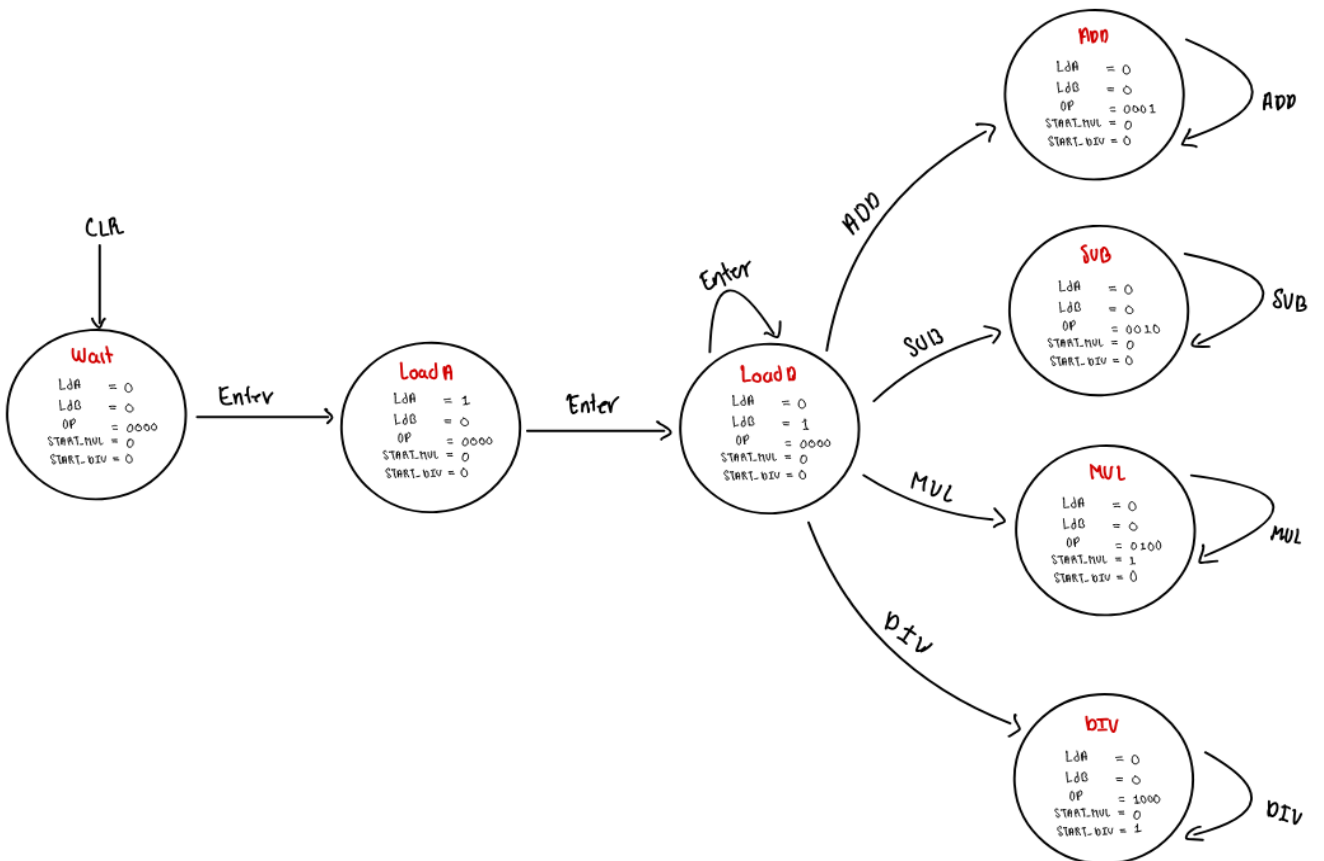 CLR
Wait
LdA = 0
LdB = 0
OP = 0000
START_MUL = 0
START_DIV = 0
Enter
Load A
LdA = 1
LdB = 0
OP = 0000
START_MUL = 0
START_DIV = 0
Enter
Enter
Load B
LdA = 0
LdB = 1
OP = 0000
START_MUL = 0
START_DIV = 0
ADD
ADD
LdA = 0
LdB = 0
OP = 0001
START_MUL = 0
START_DIV = 0
ADD
SUB
SUB
LdA = 0
LdB = 0
OP = 0010
START_MUL = 0
START_DIV = 0
SUB
MUL
MUL
LdA = 0
LdB = 0
OP = 0100
START_MUL = 1
START_DIV = 0
MUL
DIV
DIV
LdA = 0
LdB = 0
OP = 1000
START_MUL = 0
START_DIV = 1
DIV